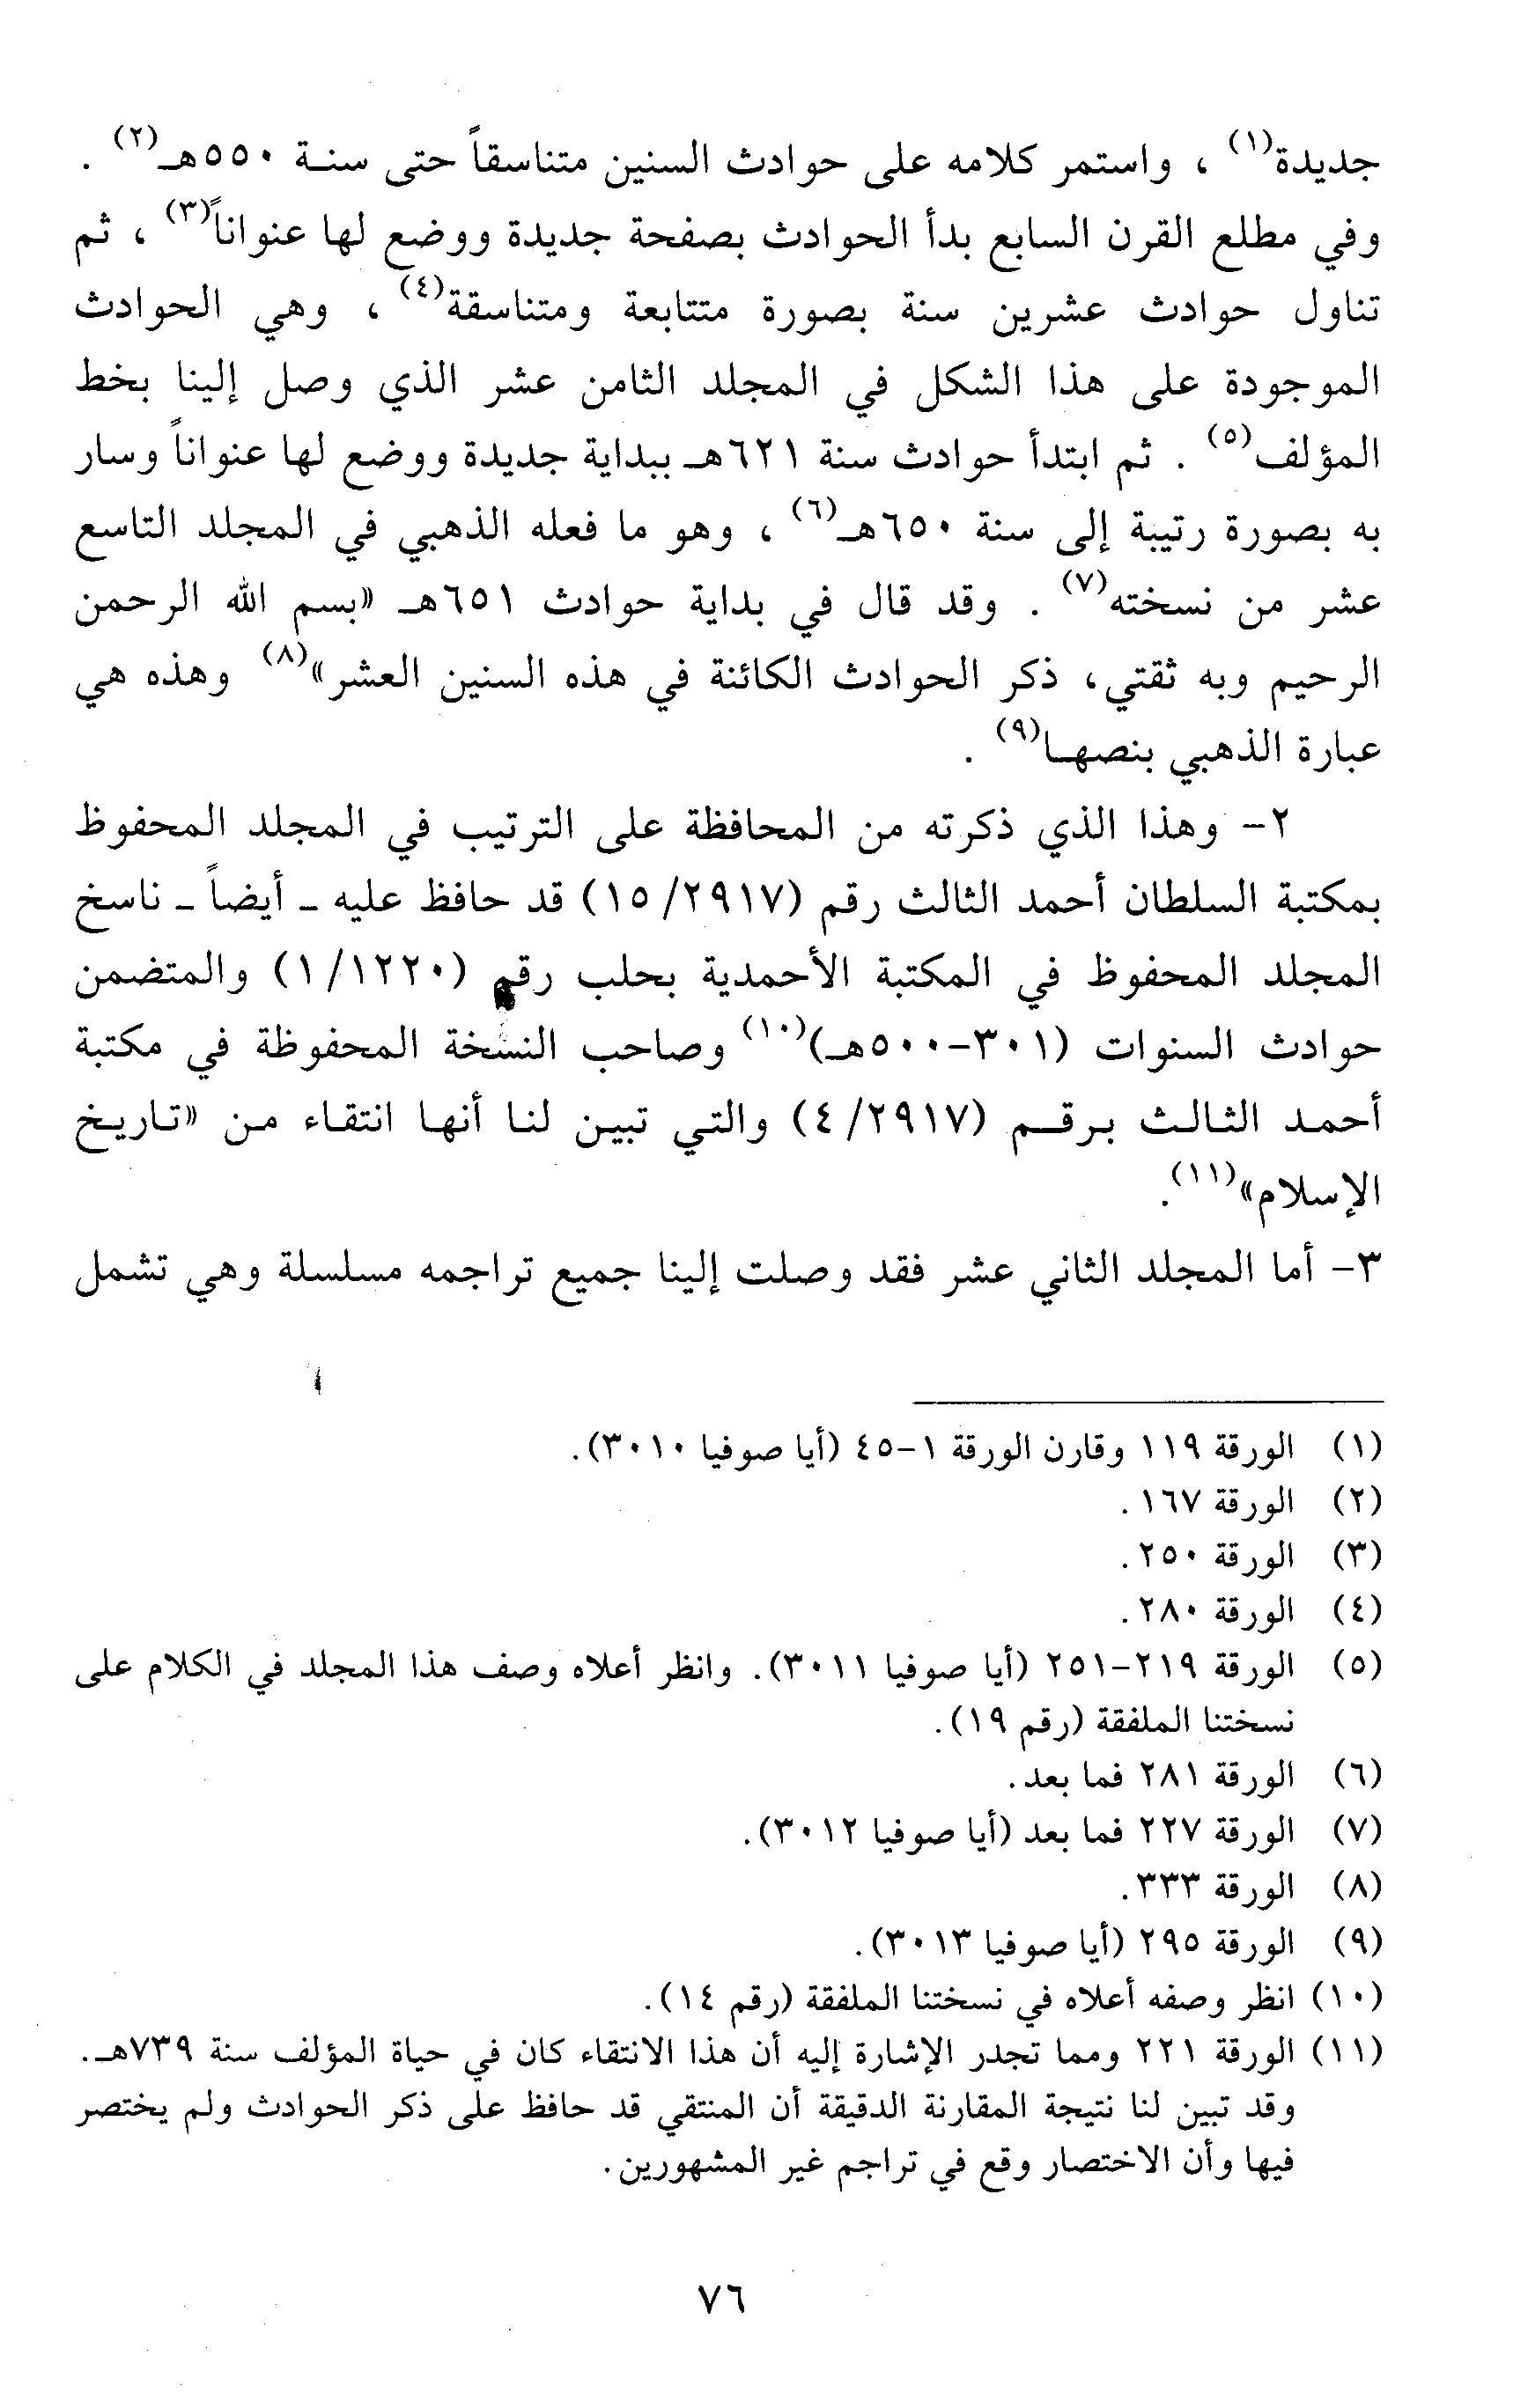 جديدة(١) ، واستمر كلامه على حوادث السنين متناسقاً حتى سنة ٥٥٠هـ(٢) .
وفي مطلع القرن السابع بدأ الحوادث بصفحة جديدة ووضع لها عنواناً(٣) ، ثم
تناول حوادث عشرين سنة بصورة متتابعة ومتناسقة(٤) ، وهي الحوادث
الموجودة على هذا الشكل في المجلد الثامن عشر الذي وصل إلينا بخط
المؤلف(٥) . ثم ابتدأ حوادث سنة ٦٢١هـ ببداية جديدة ووضع لها عنواناً وسار
به بصورة رتيبة إلى سنة ٦٥٠هـ(٦) ، وهو ما فعله الذهبي في المجلد التاسع
عشر من نسخته(٧) . وقد قال في بداية حوادث ٦٥١هـ «بسم الله الرحمن
الرحيم وبه ثقتي، ذكر الحوادث الكائنة في هذه السنين العشر»(٨) وهذه هي
عبارة الذهبي بنصها(٩) .
٢- وهذا الذي ذكرته من المحافظة على الترتيب في المجلد المحفوظ
بمكتبة السلطان أحمد الثالث رقم (٢٩١٧/ ١٥) قد حافظ عليه - أيضاً - ناسخ
المجلد المحفوظ في المكتبة الأحمدية بحلب رقم (١٢٢٠/ ١) والمتضمن
حوادث السنوات (٣٠١-٥٠٠هـ)(١٠) وصاحب النسخة المحفوظة في مكتبة
أحمد الثالث برقم (٢٩١٧/ ٤) والتي تبين لنا أنها انتقاء من «تاريخ
الإسلام»(١١).
٣- أما المجلد الثاني عشر فقد وصلت إلينا جميع تراجمه مسلسلة وهي تشمل
(١) الورقة ١١٩ وقارن الورقة ١-٤٥ (أيا صوفيا ٣٠١٠).
(٢) الورقة ١٦٧ .
(٣) الورقة ٢٥٠ .
(٤) الورقة ٢٨٠ .
(٥) الورقة ٢١٩-٢٥١ (أيا صوفيا ٣٠١١). وانظر أعلاه وصف هذا المجلد في الكلام على
نسختنا الملفقة (رقم ١٩).
(٦) الورقة ٢٨١ فما بعد .
(٧) الورقة ٢٢٧ فما بعد (أيا صوفيا ٣٠١٢).
(٨) الورقة ٣٣٣ .
(٩) الورقة ٢٩٥ (أيا صوفيا ٣٠١٣).
(١٠) انظر وصفه أعلاه في نسختنا الملفقة (رقم ١٤).
(١١) الورقة ٢٢١ ومما تجدر الإشارة إليه أن هذا الانتقاء كان في حياة المؤلف سنة ٧٣٩هـ.
وقد تبين لنا نتيجة المقارنة الدقيقة أن المنتقي قد حافظ على ذكر الحوادث ولم يختصر
فيها وأن الاختصار وقع في تراجم غير المشهورين.
٧٦